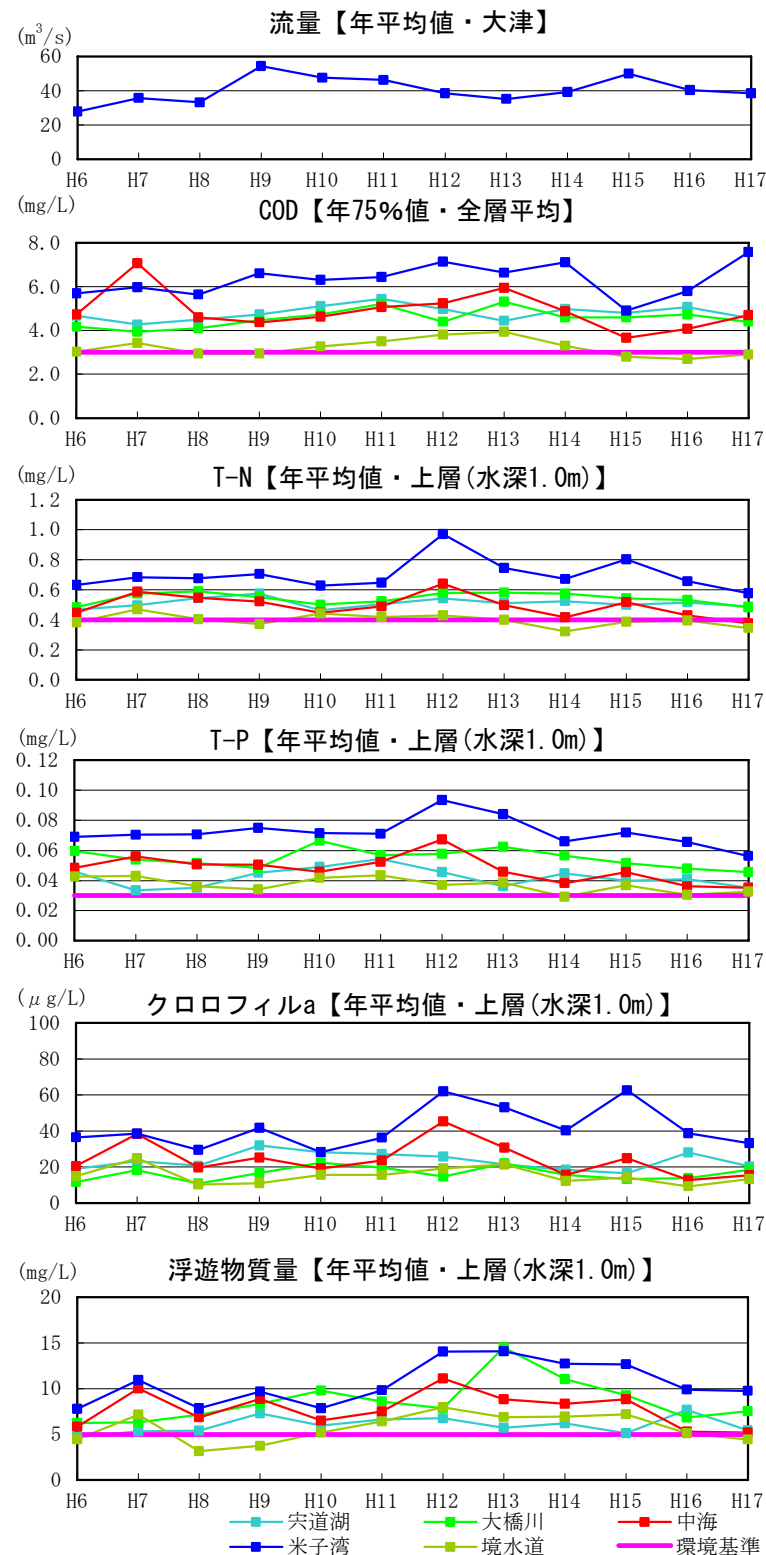 流量【年平均値・大津】
(m³/s)
60
40
20
0
H6 H7 H8 H9 H10 H11 H12 H13 H14 H15 H16 H17
COD【年75%値・全層平均】
(mg/L)
8.0
6.0
4.0
2.0
0.0
H6 H7 H8 H9 H10 H11 H12 H13 H14 H15 H16 H17
T-N【年平均値・上層(水深1.0m)】
(mg/L)
1.2
1.0
0.8
0.6
0.4
0.2
0.0
H6 H7 H8 H9 H10 H11 H12 H13 H14 H15 H16 H17
T-P【年平均値・上層(水深1.0m)】
(mg/L)
0.12
0.10
0.08
0.06
0.04
0.02
0.00
H6 H7 H8 H9 H10 H11 H12 H13 H14 H15 H16 H17
クロロフィルa【年平均値・上層(水深1.0m)】
(μg/L)
100
80
60
40
20
0
H6 H7 H8 H9 H10 H11 H12 H13 H14 H15 H16 H17
浮遊物質量【年平均値・上層(水深1.0m)】
(mg/L)
20
15
10
5
0
H6 H7 H8 H9 H10 H11 H12 H13 H14 H15 H16 H17
宍道湖 大橋川 中海
米子湾 境水道 環境基準